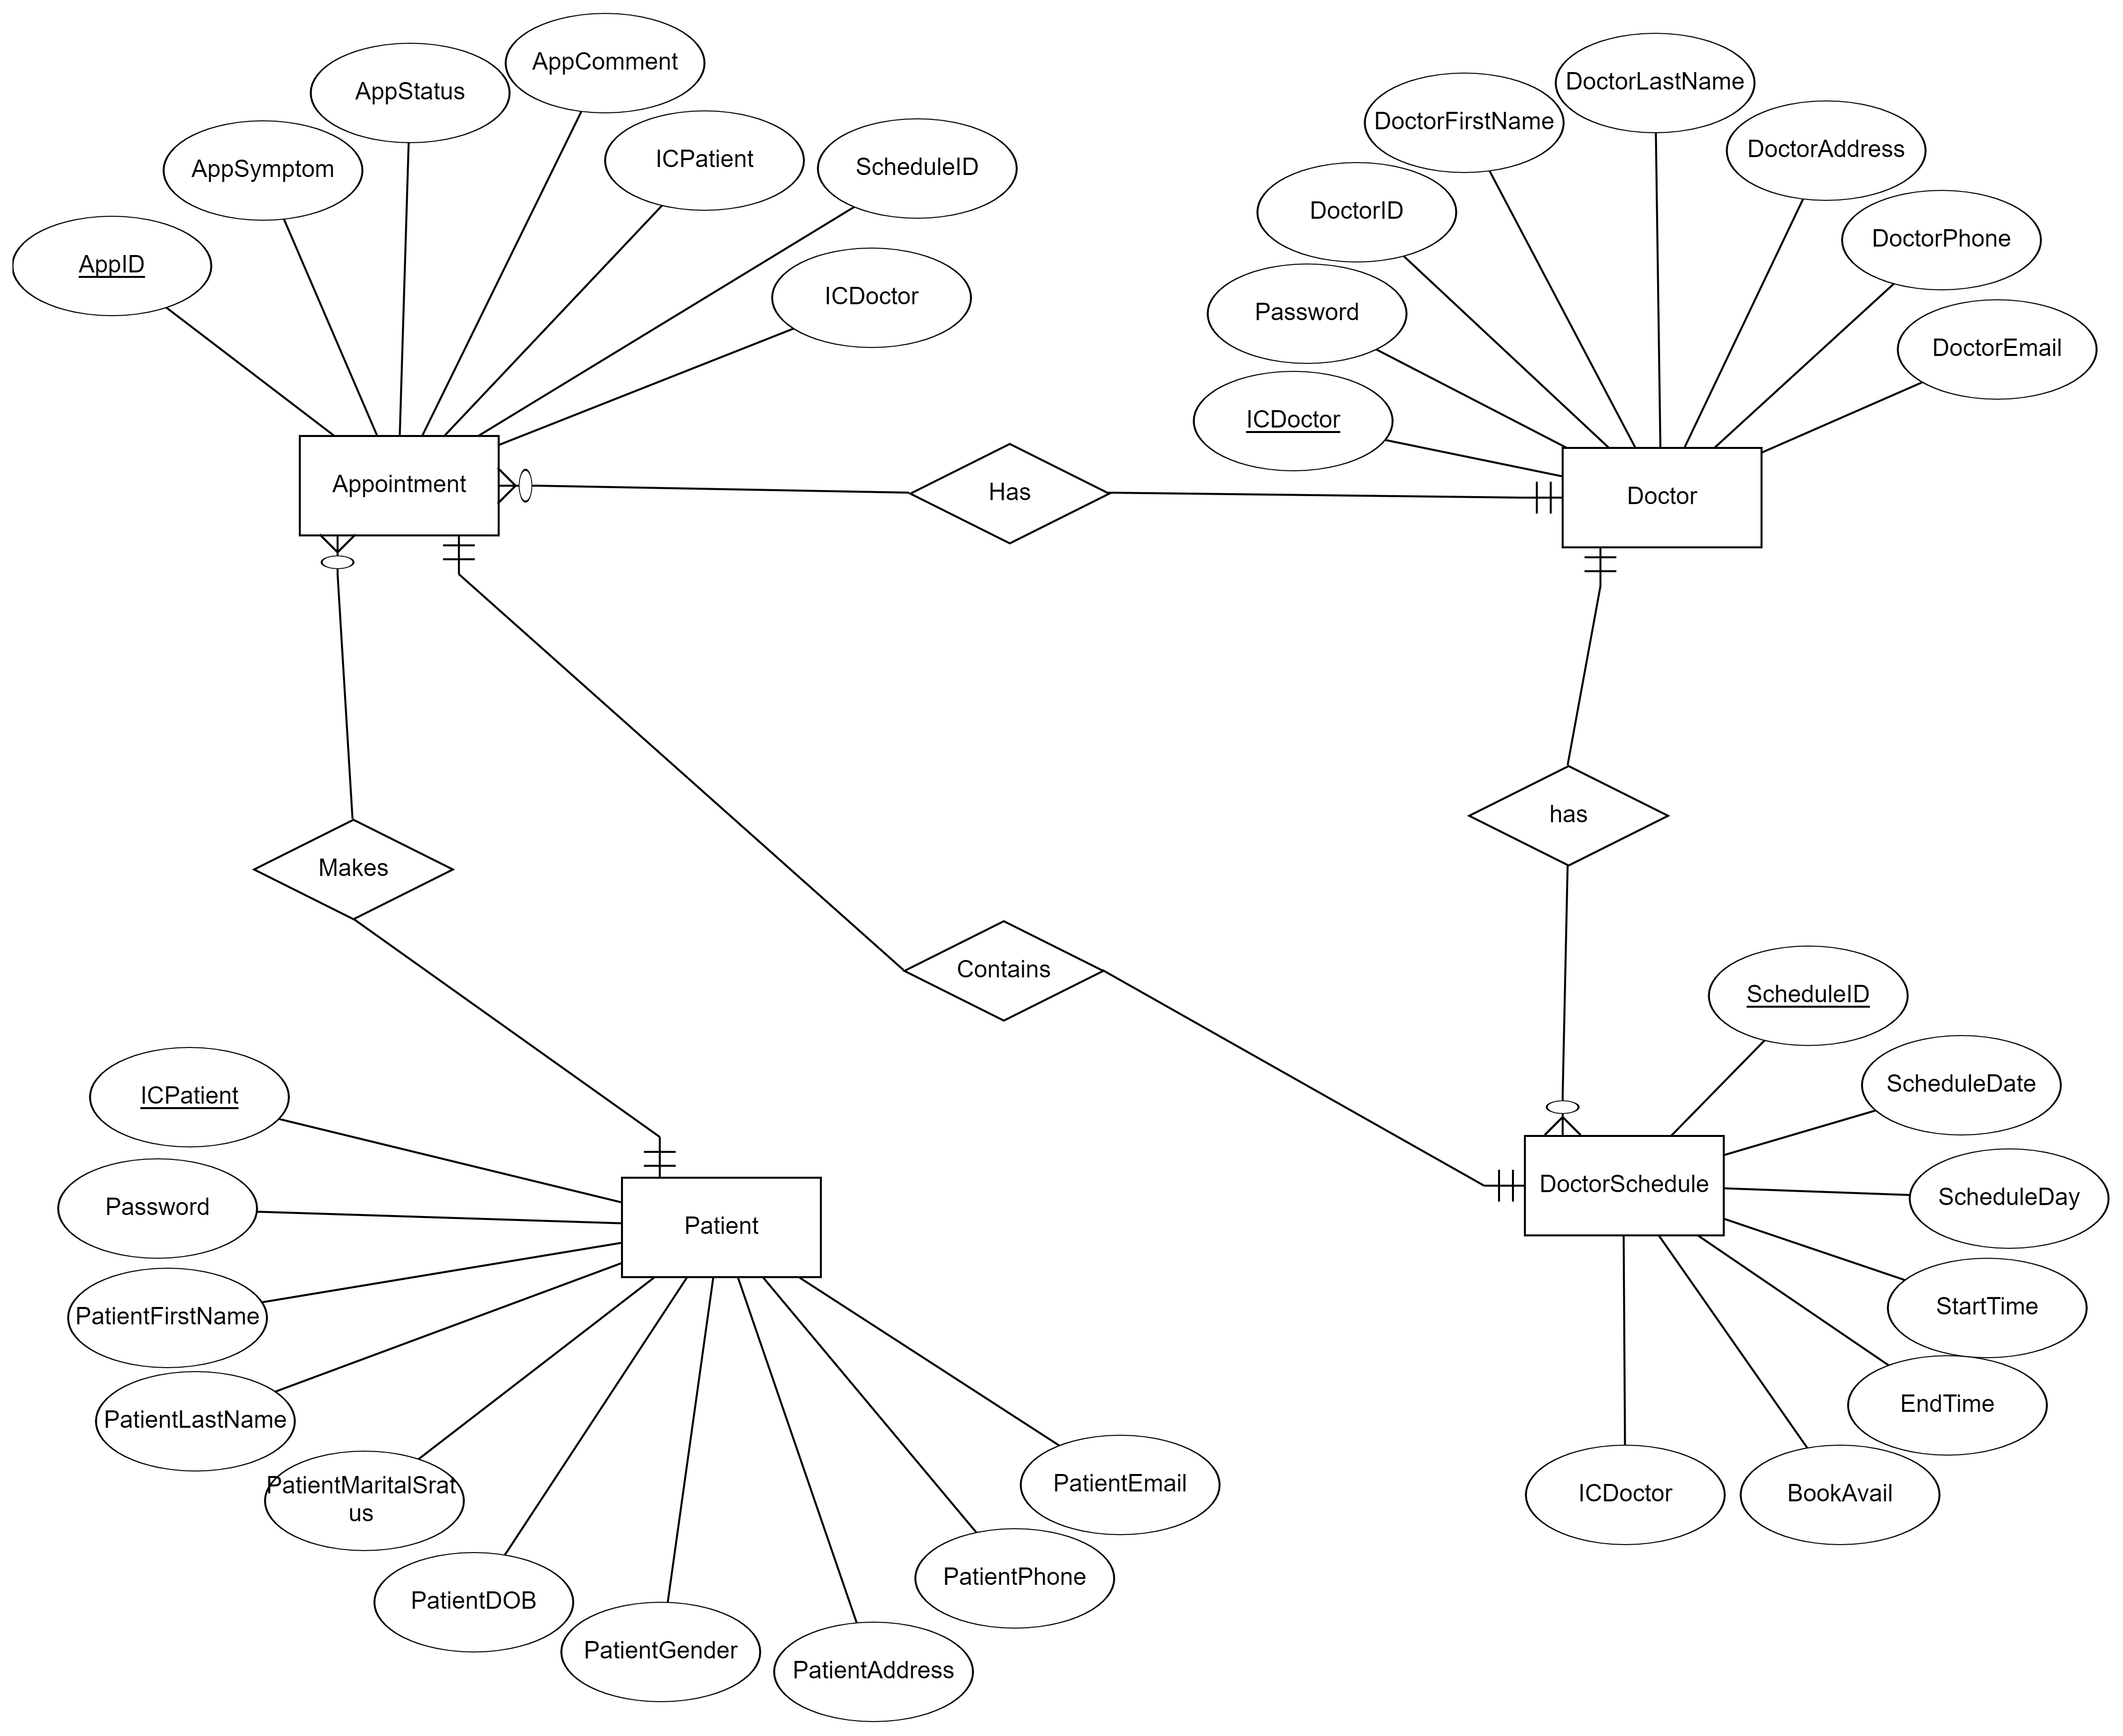 AppComment
AppStatus
AppSymptom
ICPatient
ScheduleID
AppID
ICDoctor
Appointment
DoctorLastName
DoctorFirstName
DoctorAddress
DoctorID
DoctorPhone
Password
DoctorEmail
ICDoctor
Doctor
Has
has
Makes
Contains
ScheduleID
ScheduleDate
ScheduleDay
DoctorSchedule
StartTime
EndTime
ICDoctor
BookAvail
ICPatient
Password
Patient
PatientFirstName
PatientLastName
PatientMaritalSrat
us
PatientDOB
PatientGender
PatientAddress
PatientPhone
PatientEmail